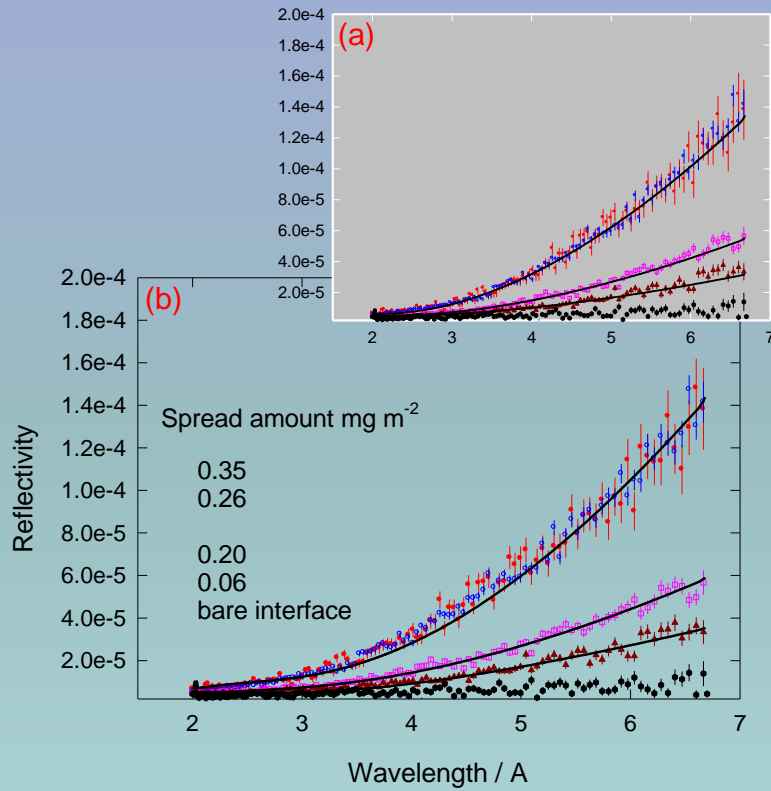 (a)
2.0e-4
1.8e-4
1.6e-4
1.4e-4
1.2e-4
1.0e-4
8.0e-5
6.0e-5
4.0e-5
2.0e-5
2 3 4 5 6 7
(b)
2.0e-4
1.8e-4
1.6e-4
1.4e-4
1.2e-4
1.0e-4
8.0e-5
6.0e-5
4.0e-5
2.0e-5
Reflectivity
Spread amount mg m⁻²
0.35
0.26
0.20
0.06
bare interface
2 3 4 5 6 7
Wavelength / A